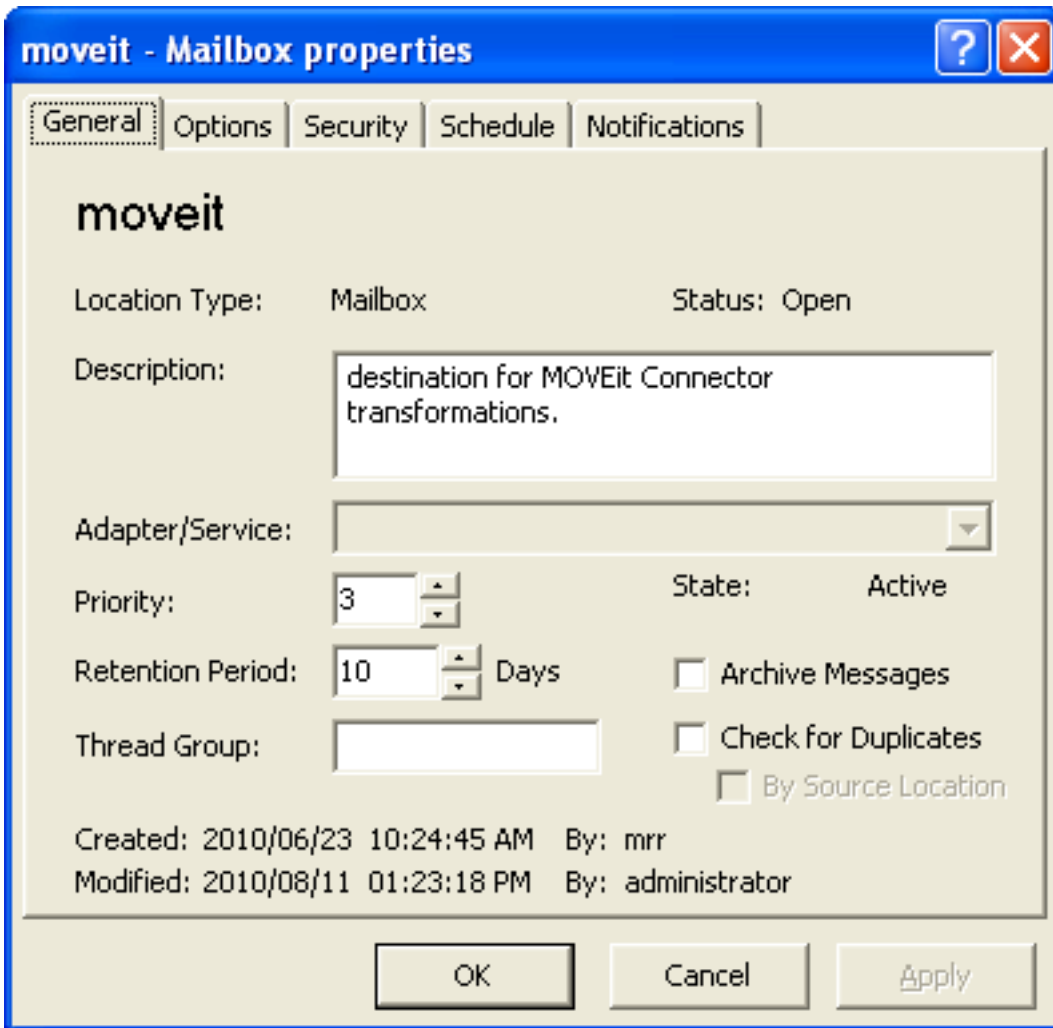 moveit - Mailbox properties
General Options Security Schedule Notifications
moveit
Location Type: Mailbox Status: Open
Description: destination for MOVEit Connector
transformations.
Adapter/Service:
Priority: 3 State: Active
Retention Period: 10 Days Archive Messages
Thread Group: Check for Duplicates
By Source Location
Created: 2010/06/23 10:24:45 AM By: mrr
Modified: 2010/08/11 01:23:18 PM By: administrator
OK Cancel Apply